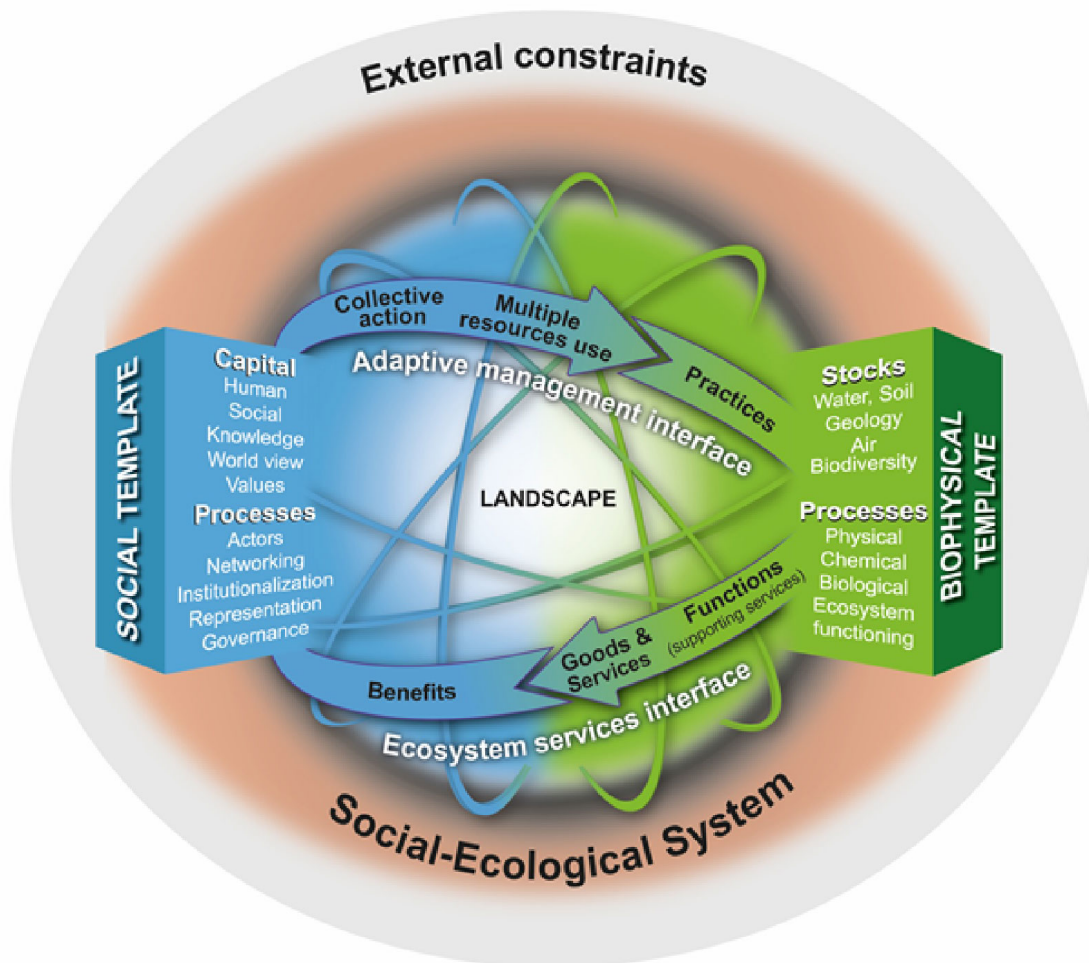 External constraints
Collective
action
Multiple
resources use
Practices
Adaptive management interface
SOCIAL TEMPLATE
Capital
Human
Social
Knowledge
World view
Values
Processes
Actors
Networking
Institutionalization
Representation
Governance
LANDSCAPE
Stocks
Water, Soil
Geology
Air
Biodiversity
Processes
Physical
Chemical
Biological
Ecosystem
functioning
BIOPHYSICAL
TEMPLATE
Functions
(supporting services)
Goods &
Services
Benefits
Ecosystem services interface
Social-Ecological System